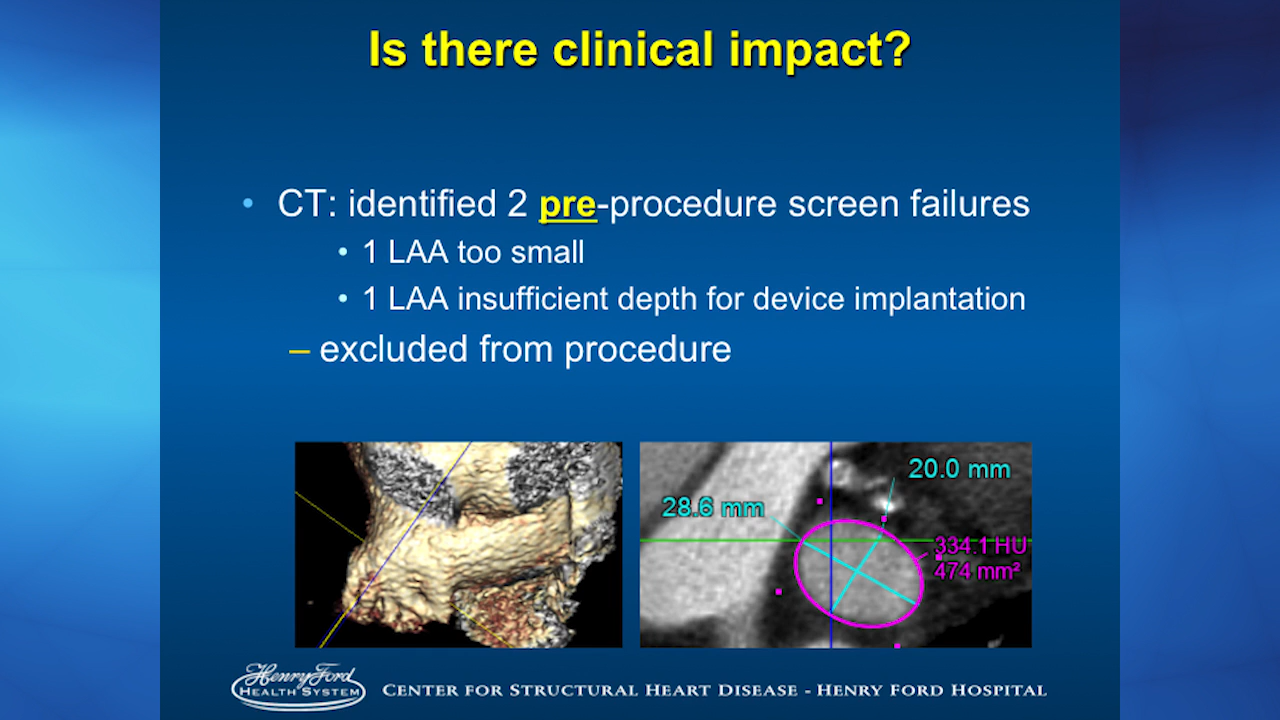 Is there clinical impact?
• CT: identified 2 pre-procedure screen failures
• 1 LAA too small
• 1 LAA insufficient depth for device implantation
– excluded from procedure
20.0 mm
28.6 mm
334.1 HU
474 mm²
Henry Ford
HEALTH SYSTEM
CENTER FOR STRUCTURAL HEART DISEASE - HENRY FORD HOSPITAL